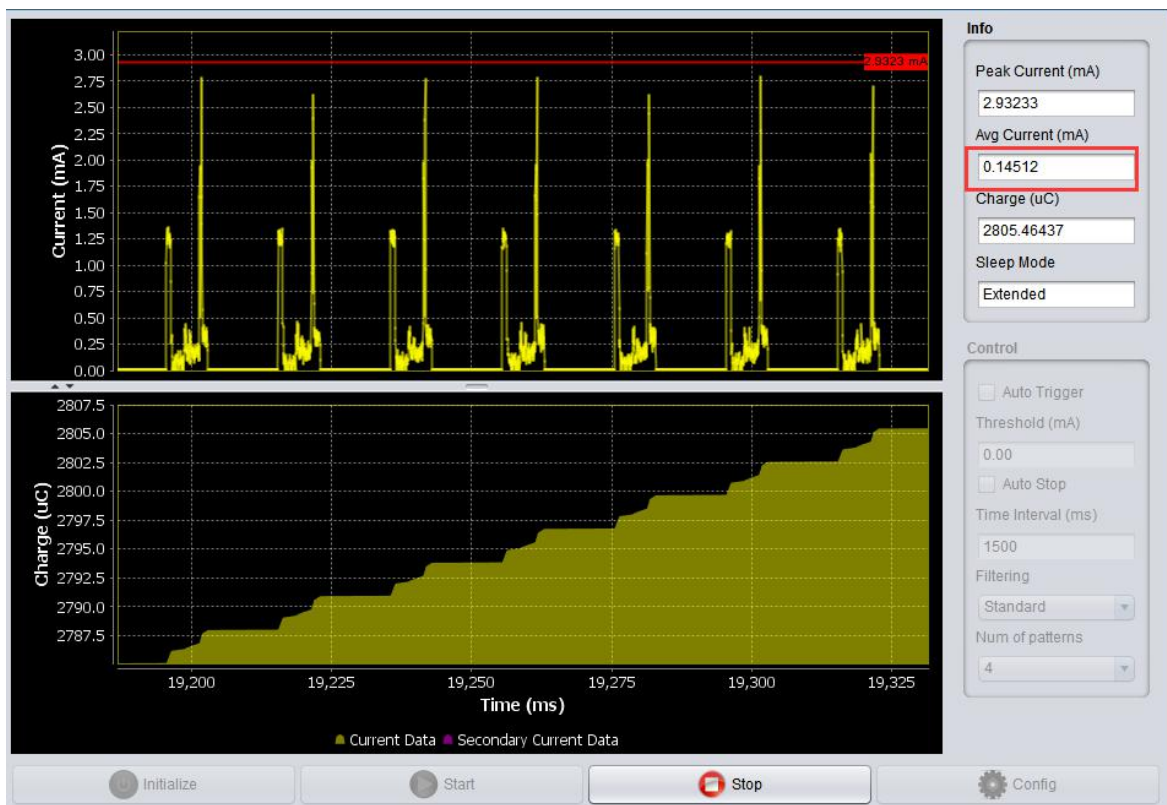 3.00
2.75
2.50
2.25
2.00
1.75
1.50
1.25
1.00
0.75
0.50
0.25
0.00
Current (mA)
2.9323 mA
2807.5
2805.0
2802.5
2800.0
2797.5
2795.0
2792.5
2790.0
2787.5
Charge (uC)
19,200
19,225
19,250
19,275
19,300
19,325
Time (ms)
Current Data
Secondary Current Data
Info
Peak Current (mA)
2.93233
Avg Current (mA)
0.14512
Charge (uC)
2805.46437
Sleep Mode
Extended
Control
Auto Trigger
Threshold (mA)
0.00
Auto Stop
Time Interval (ms)
1500
Filtering
Standard
Num of patterns
4
Initialize
Start
Stop
Config